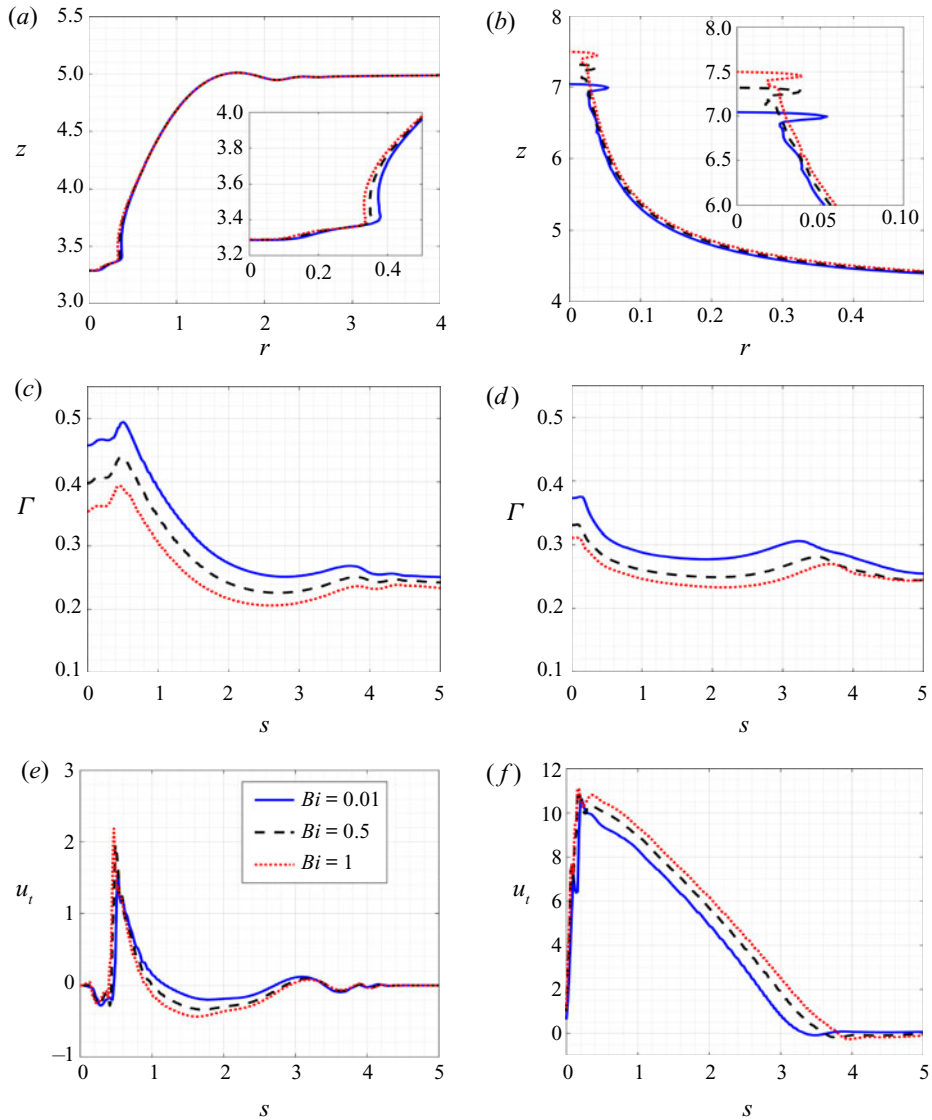 (a)
5.5
5.0
4.5
4.0
3.5
3.0
z
0 1 2 3 4
r
4.0
3.8
3.6
3.4
3.2
0 0.2 0.4
(b)
8
7
6
5
4
z
0 0.1 0.2 0.3 0.4
r
8.0
7.5
7.0
6.5
6.0
0 0.05 0.10
(c)
0.5
0.4
0.3
0.2
0.1
Γ
0 1 2 3 4 5
s
(d)
0.5
0.4
0.3
0.2
0.1
Γ
0 1 2 3 4 5
s
(e)
3
2
1
0
−1
u_t
0 1 2 3 4 5
s
Bi = 0.01
Bi = 0.5
Bi = 1
(f)
12
10
8
6
4
2
0
u_t
0 1 2 3 4 5
s